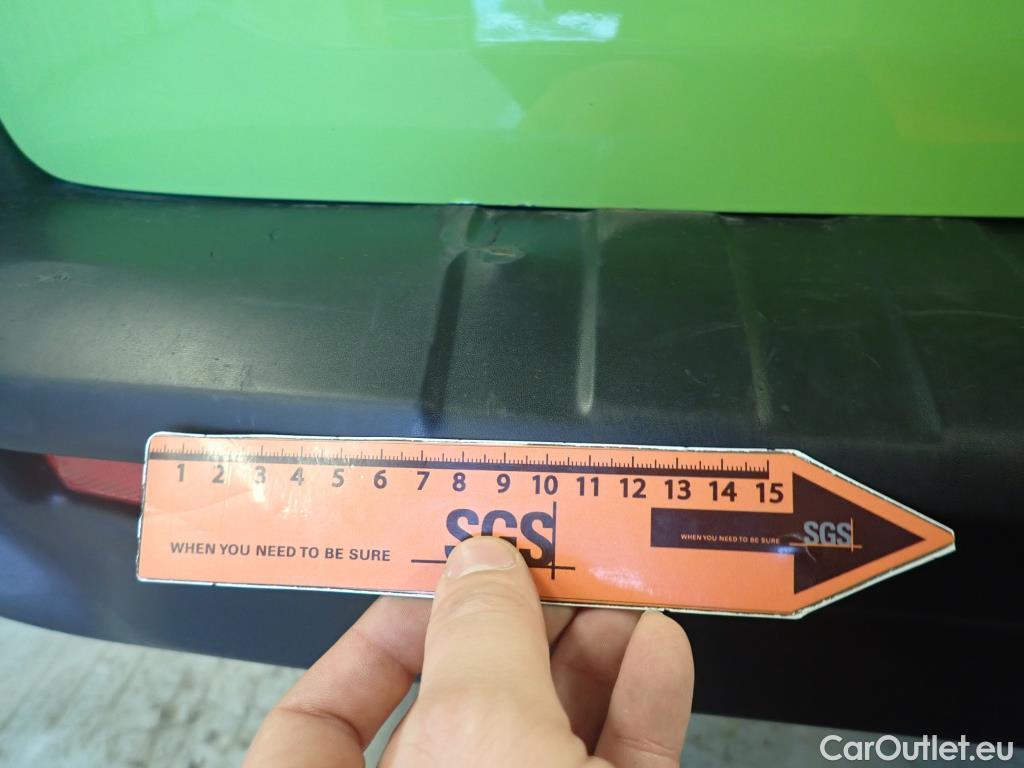 1 2 3 4 5 6 7 8 9 10 11 12 13 14 15
SGS
WHEN YOU NEED TO BE SURE
WHEN YOU NEED TO BE SURE SGS
CarOutlet.eu